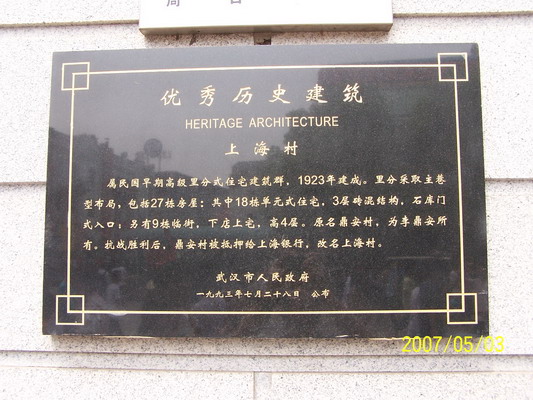 优秀历史建筑
HERITAGE ARCHITECTURE
上海村
属民国早期高级里分式住宅建筑群，1923年建成。里分采取主巷
型布局，包括27栋房屋：其中18栋单元式住宅，3层砖混结构，石库门
式入口；另有9栋临街，下店上宅，高4层。原名鼎安村，为李鼎安所
有。抗战胜利后，鼎安村被抵押给上海银行，改名上海村。
武汉市人民政府
一九九三年七月二十八日 公布
2007/05/03